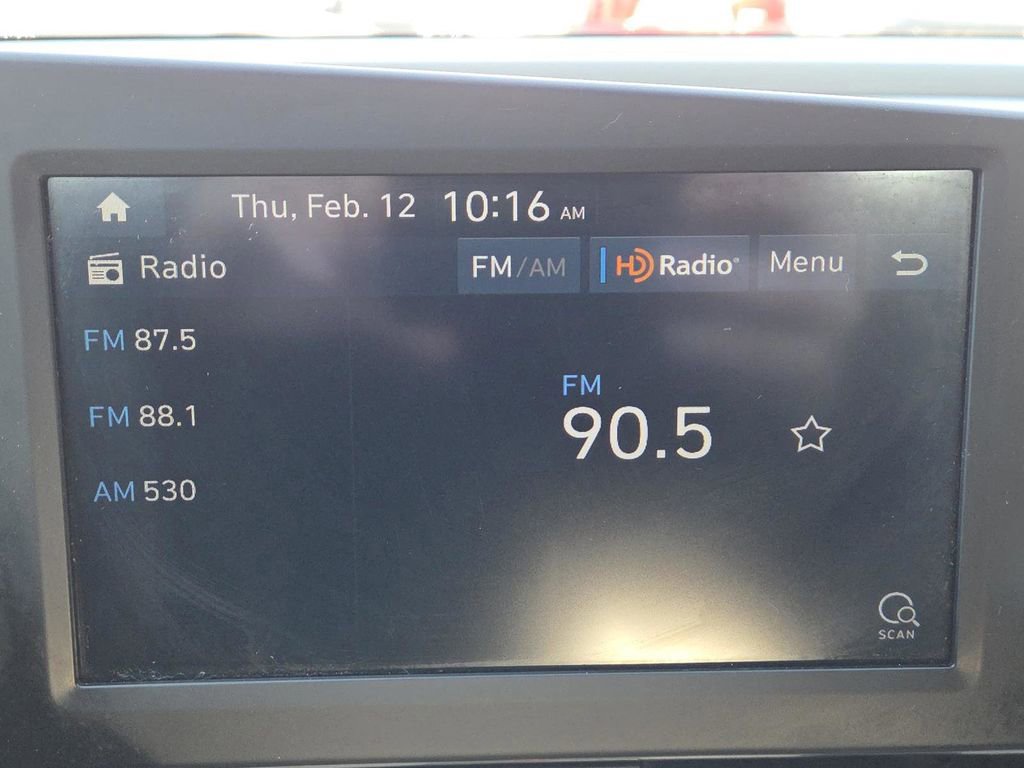 Thu, Feb. 12 10:16 AM
Radio FM/AM HD Radio® Menu
FM 87.5
FM 88.1
AM 530
FM
90.5
SCAN